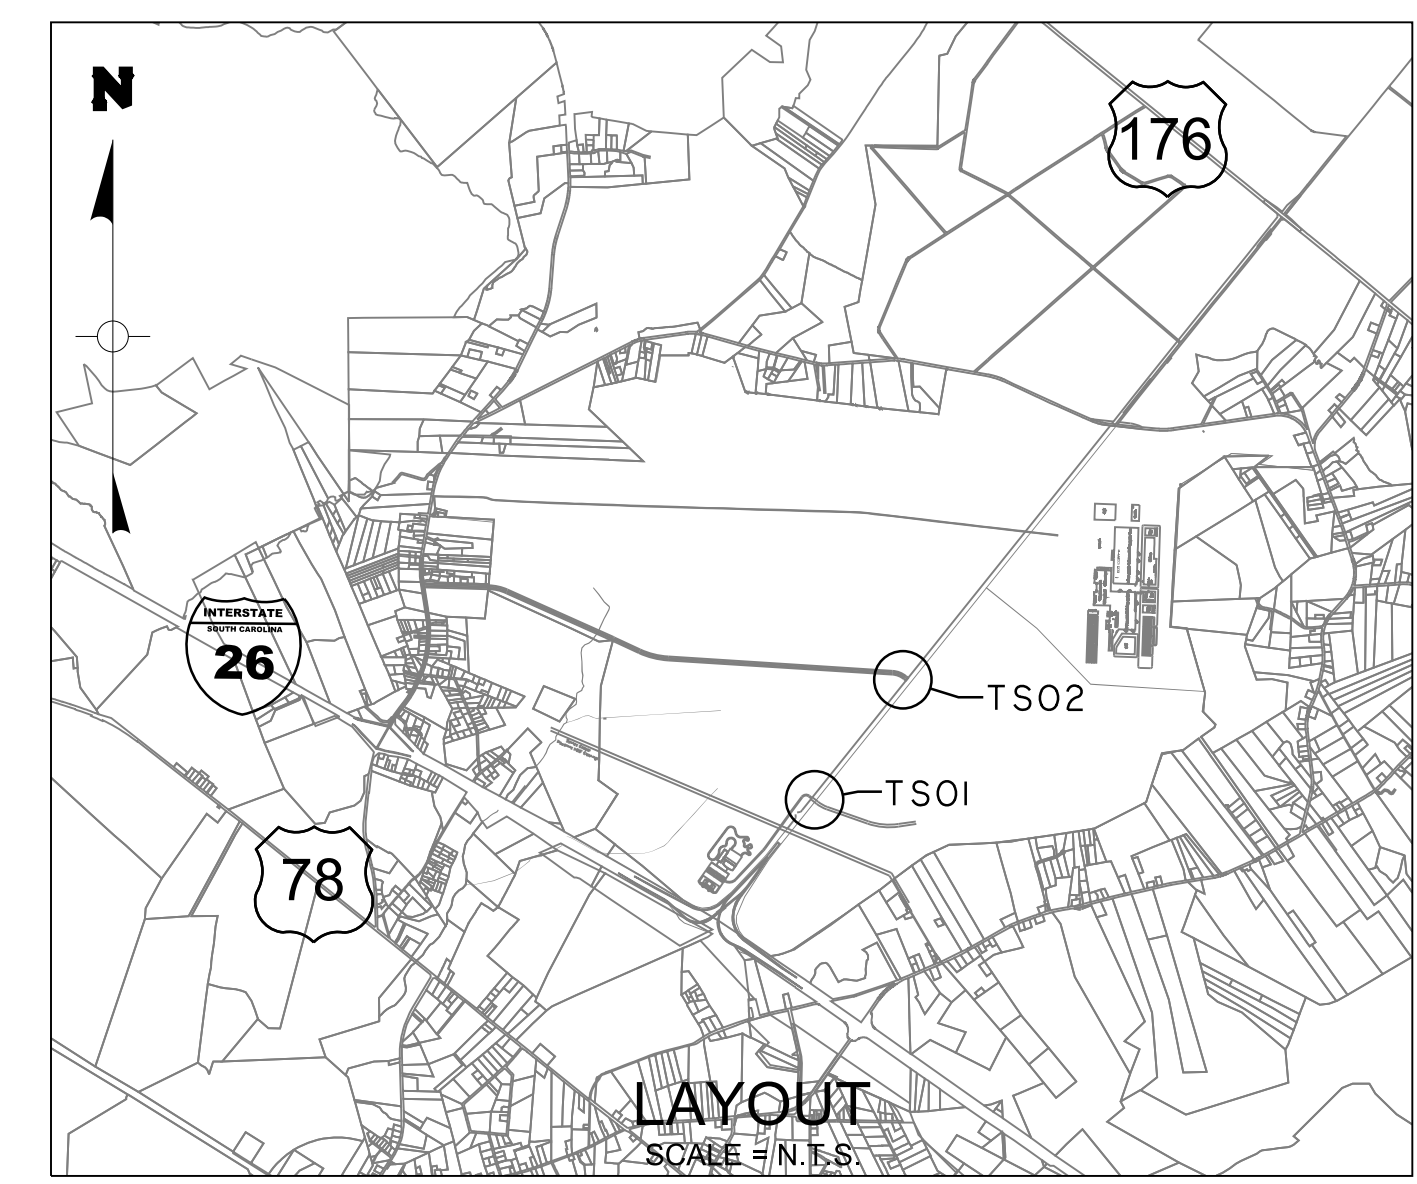 N
176
INTERSTATE
SOUTH CAROLINA
26
TS02
TS01
78
LAYOUT
SCALE = N.T.S.